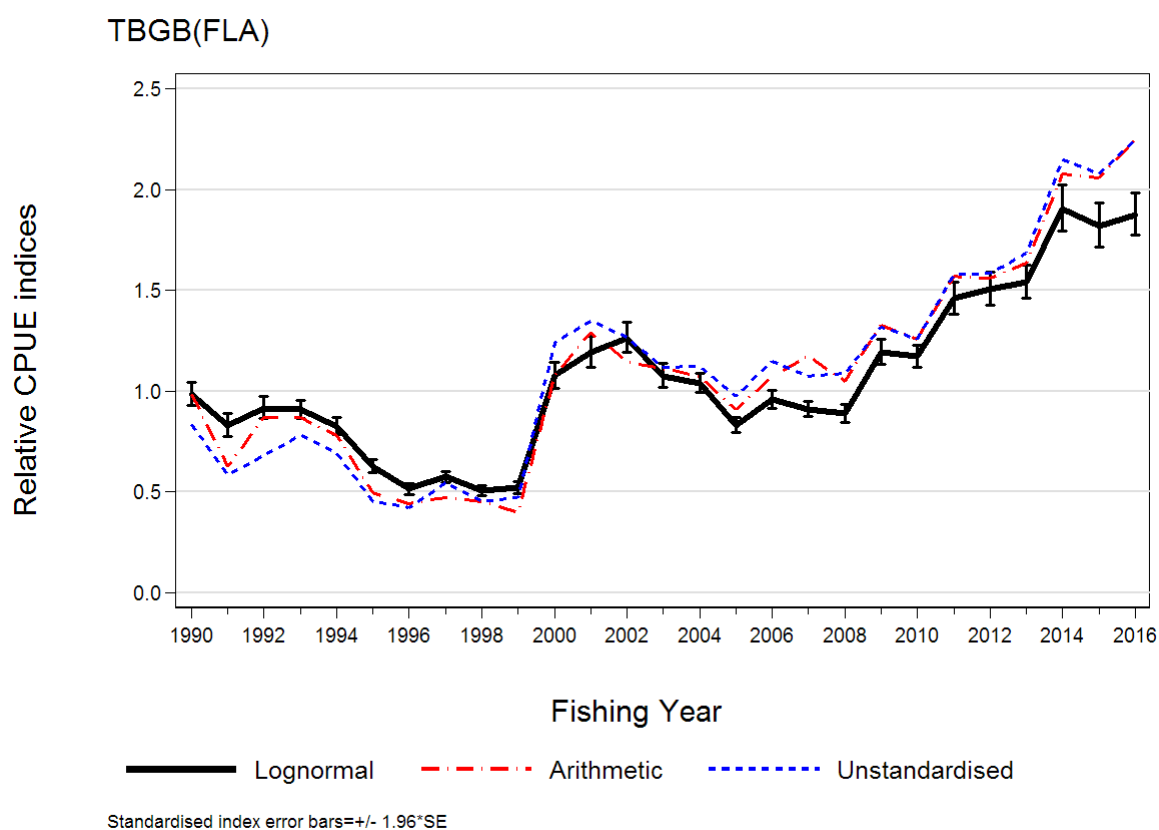 TBGB(FLA)
Relative CPUE indices
2.5
2.0
1.5
1.0
0.5
0.0
1990 1992 1994 1996 1998 2000 2002 2004 2006 2008 2010 2012 2014 2016
Fishing Year
Lognormal Arithmetic Unstandardised
Standardised index error bars=+/- 1.96*SE